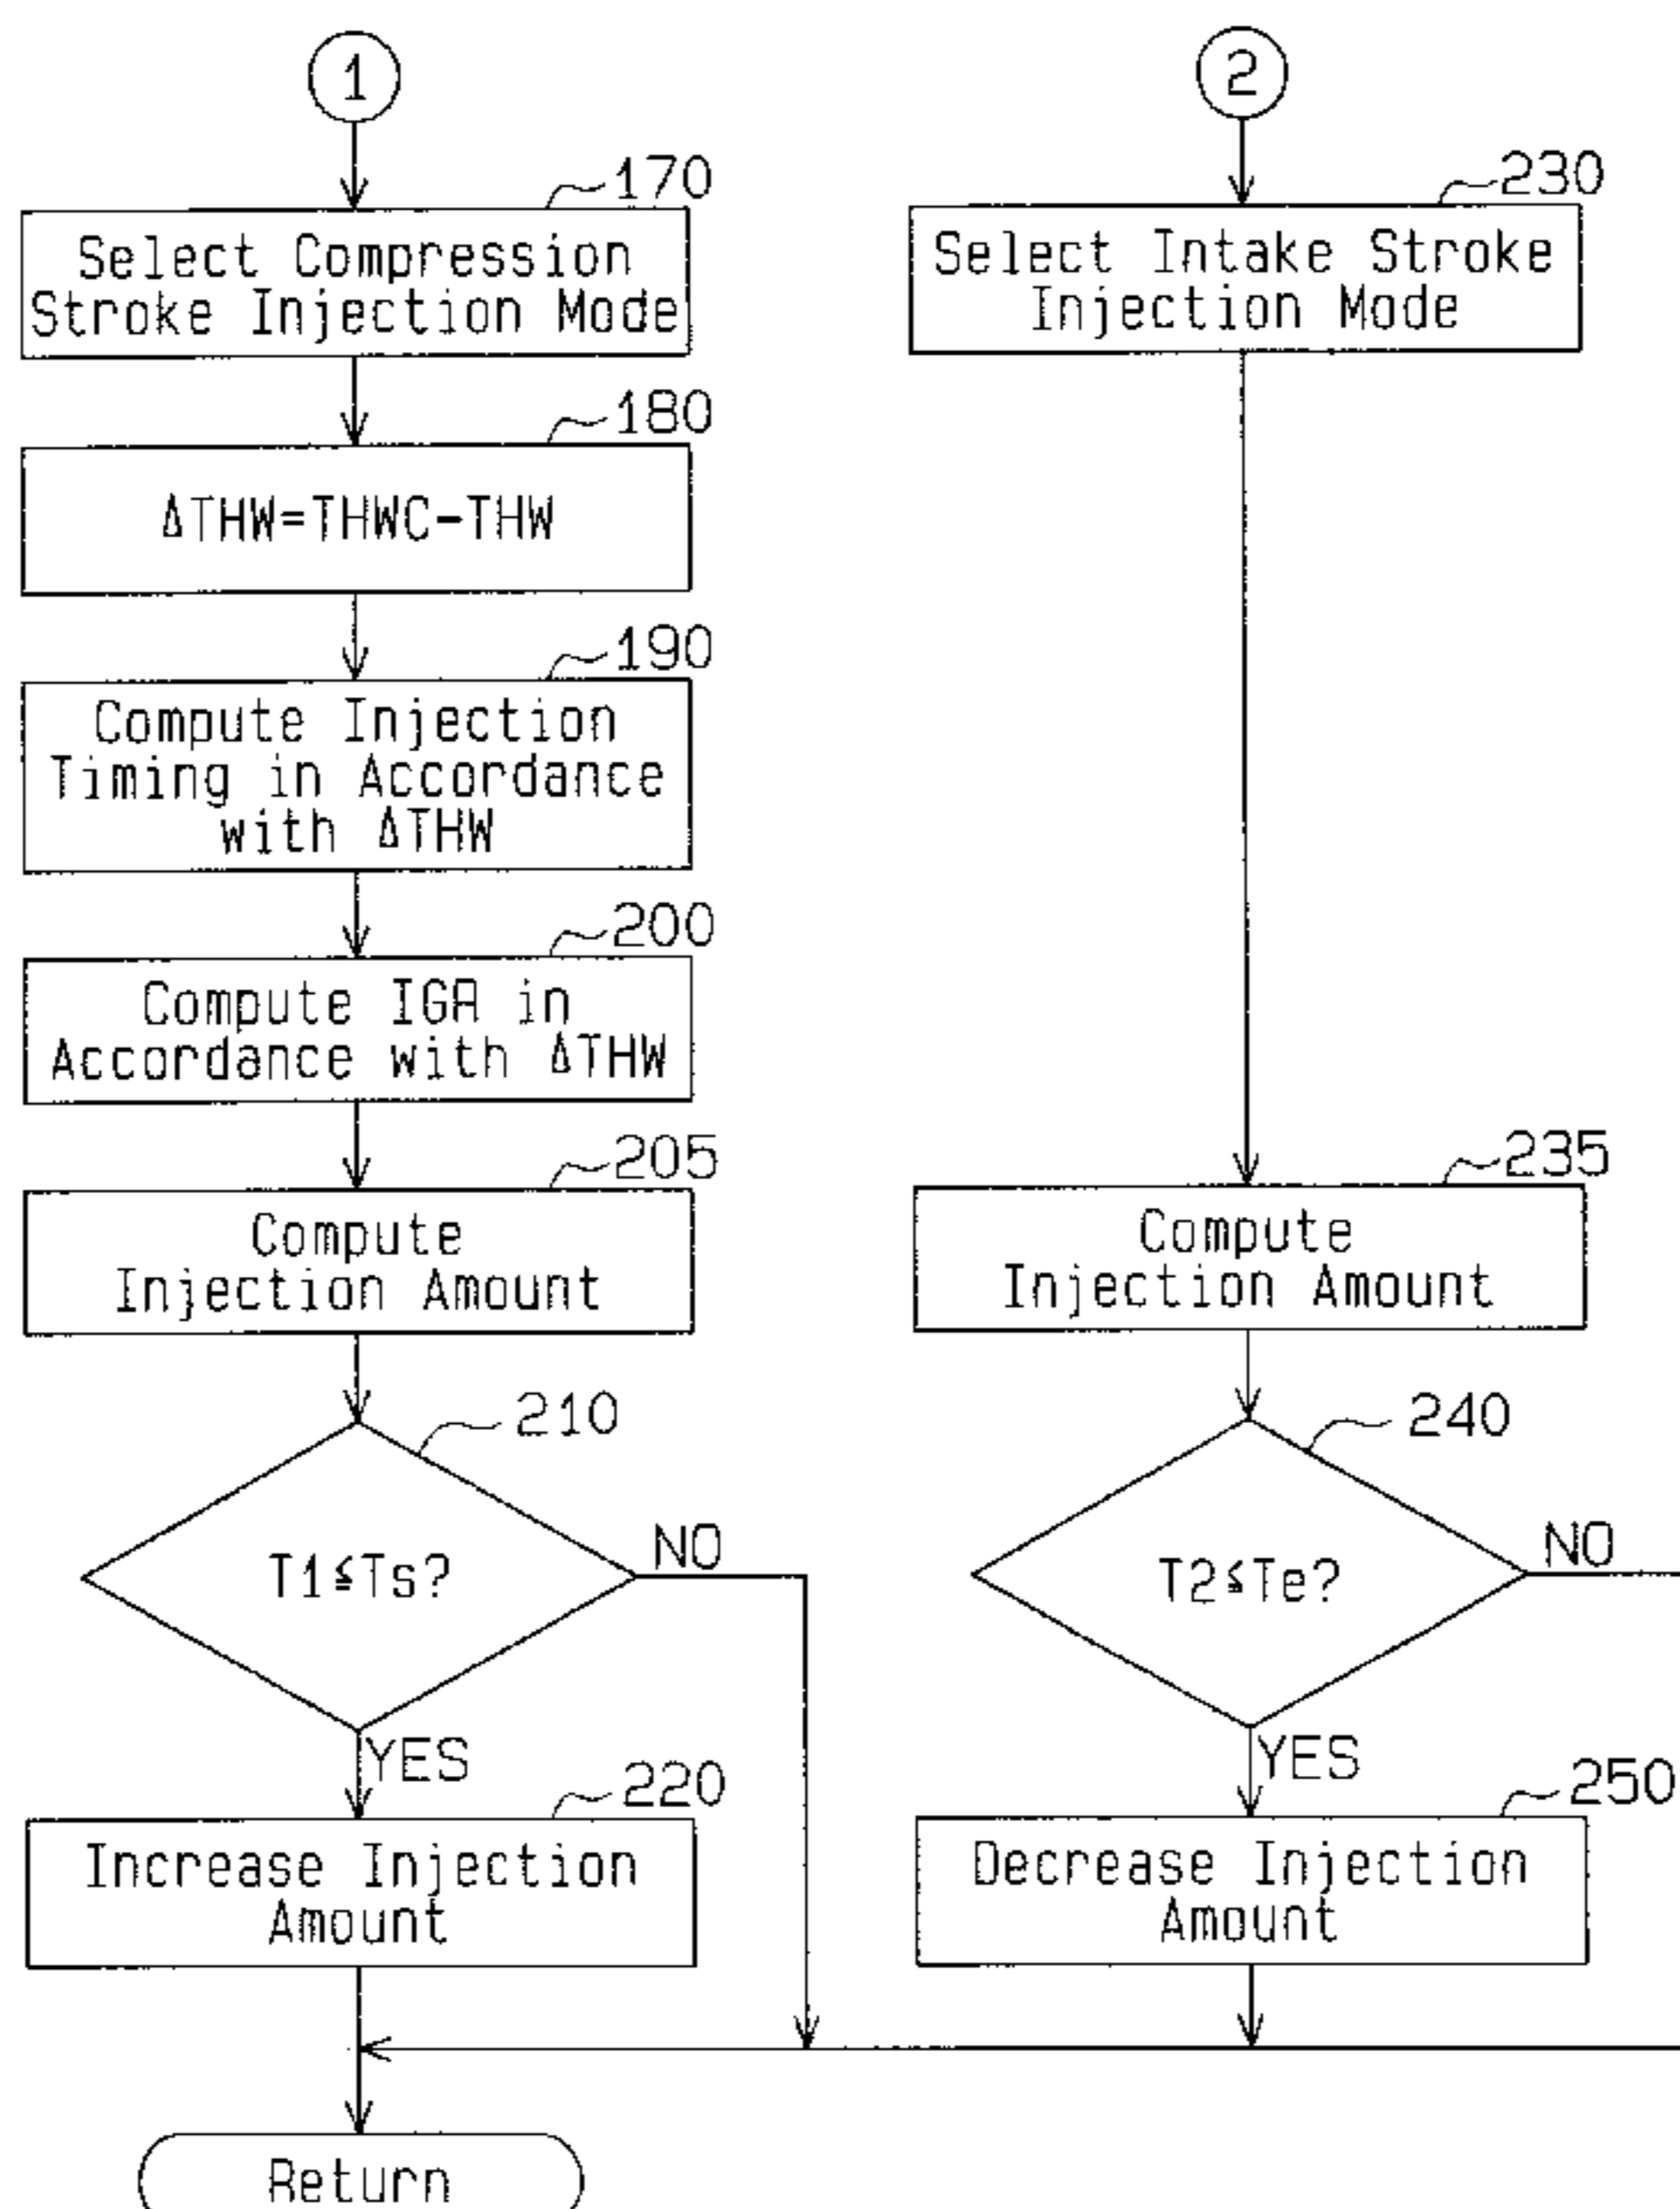 1
170
Select Compression
Stroke Injection Mode
180
ΔTHW=THWC-THW
190
Compute Injection
Timing in Accordance
with ΔTHW
200
Compute IGA in
Accordance with ΔTHW
205
Compute
Injection Amount
210
T1≦Ts?
NO
YES
220
Increase Injection
Amount
Return
2
230
Select Intake Stroke
Injection Mode
235
Compute
Injection Amount
240
T2≦Te?
NO
YES
250
Decrease Injection
Amount